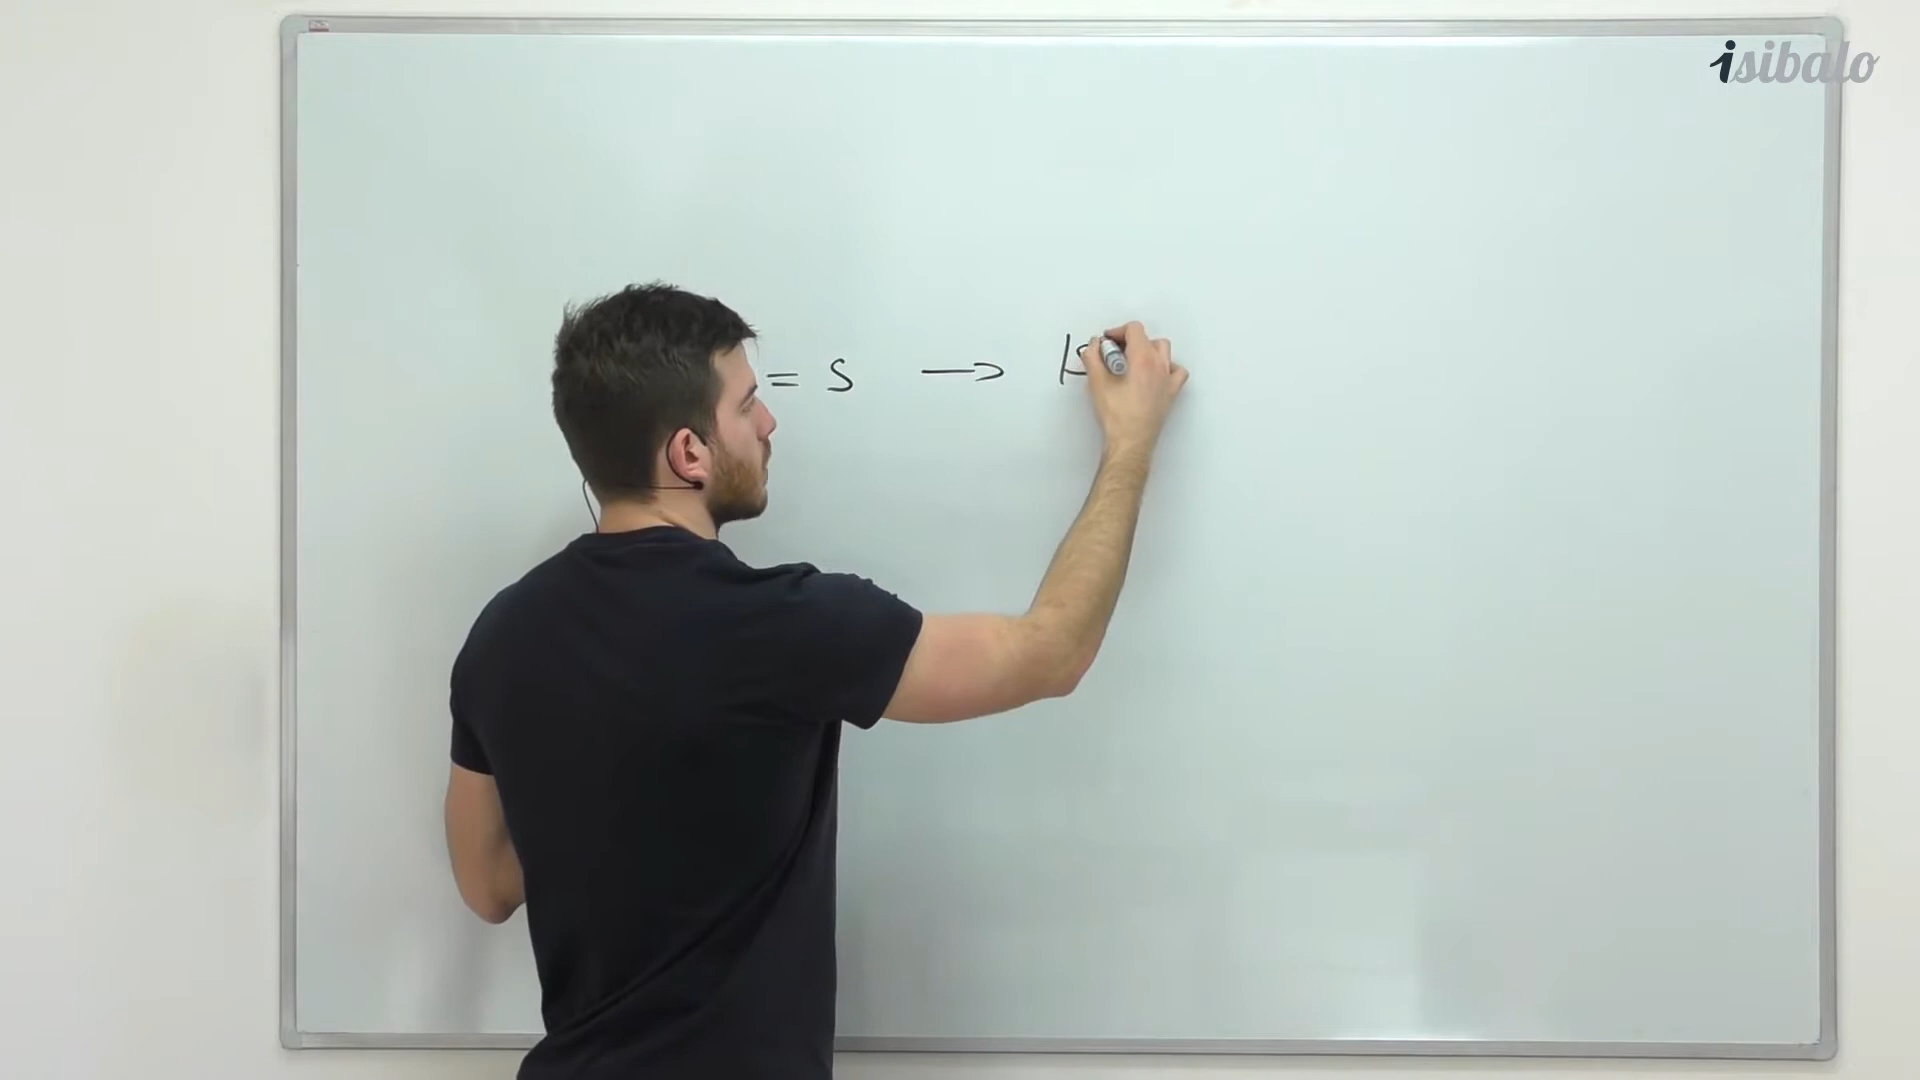 isibalo
= s → |s